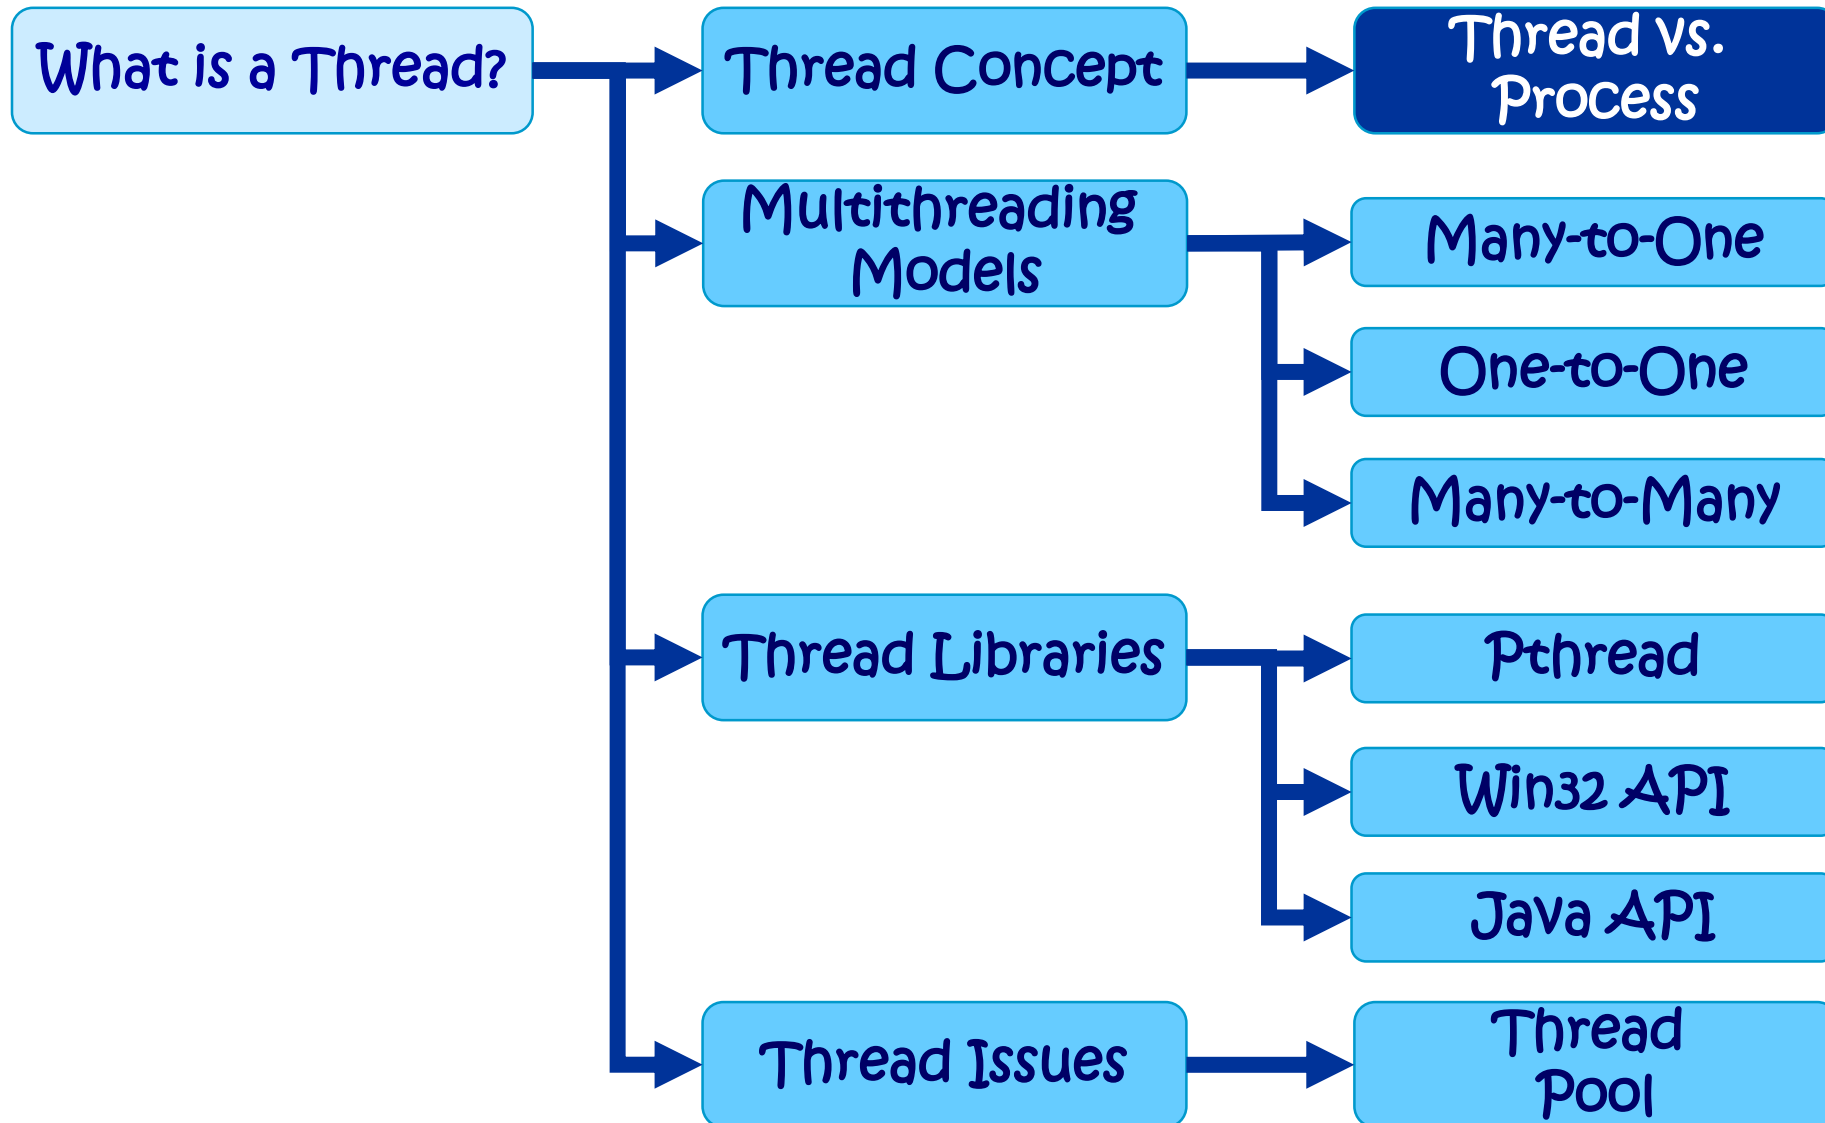 What is a Thread?
Thread Concept
Thread vs.
Process
Multithreading
Models
Many-to-One
One-to-One
Many-to-Many
Thread Libraries
Pthread
Win32 API
Java API
Thread Issues
Thread
Pool